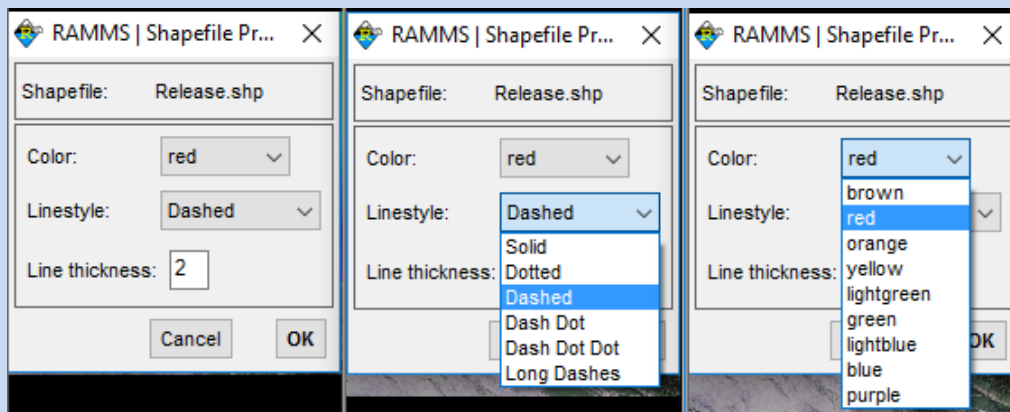 RAMMS | Shapefile Pr...
Shapefile: Release.shp
Color: red
Linestyle: Dashed
Line thickness: 2
Cancel OK
RAMMS | Shapefile Pr...
Shapefile: Release.shp
Color: red
Linestyle: Dashed
Solid
Dotted
Line thickness:
Dashed
Dash Dot
Dash Dot Dot
Long Dashes
RAMMS | Shapefile Pr...
Shapefile: Release.shp
Color: red
brown
Linestyle:
red
orange
yellow
Line thickness:
lightgreen
green
lightblue
OK
blue
purple